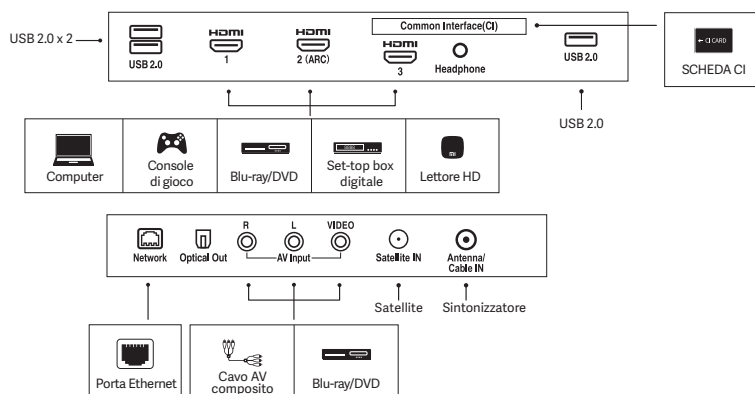 USB 2.0 x 2
USB 2.0
HDMI
1
HDMI
2 (ARC)
Common Interface(CI)
HDMI
3
Headphone
USB 2.0
CI CARD
SCHEDA CI
USB 2.0
Computer
Console
di gioco
Blu-ray/DVD
Set-top box
digitale
mi
Lettore HD
Network
Optical Out
R
L
VIDEO
AV Input
Satellite IN
Antenna/
Cable IN
Satellite
Sintonizzatore
Porta Ethernet
Cavo AV
composito
Blu-ray/DVD